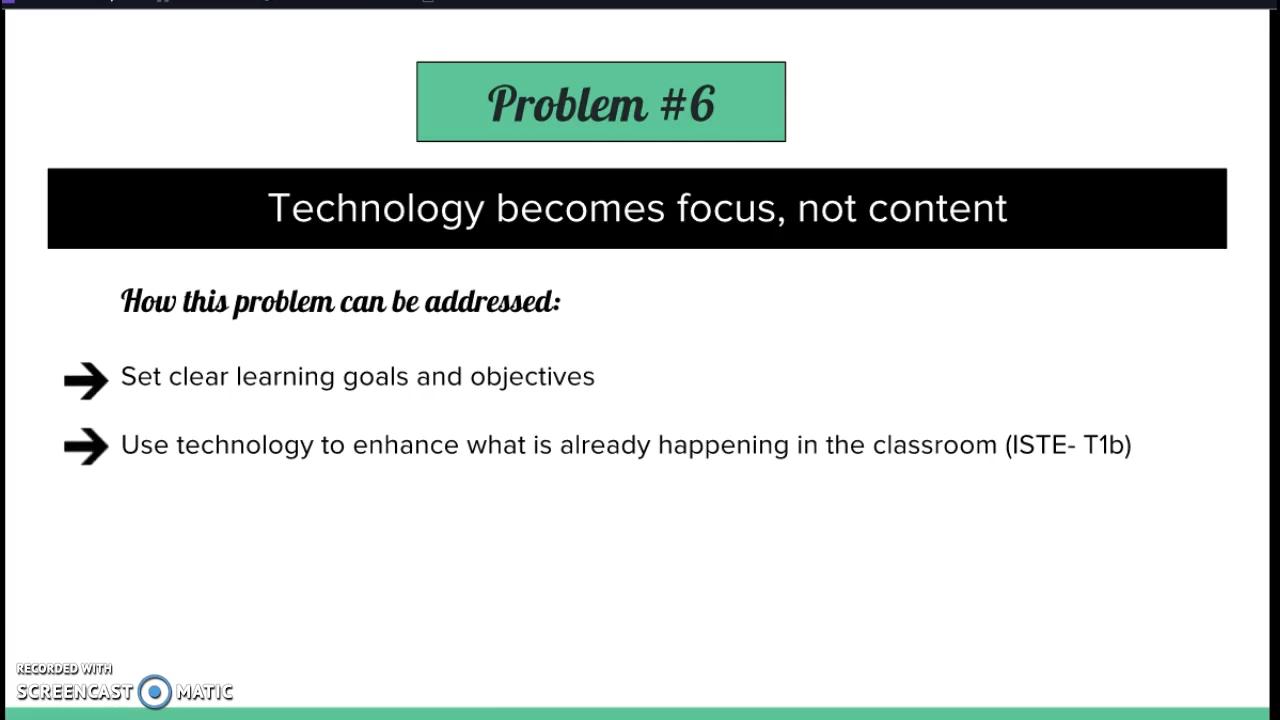 Problem #6
Technology becomes focus, not content
How this problem can be addressed:
Set clear learning goals and objectives
Use technology to enhance what is already happening in the classroom (ISTE- T1b)
RECORDED WITH
SCREENCAST MATIC